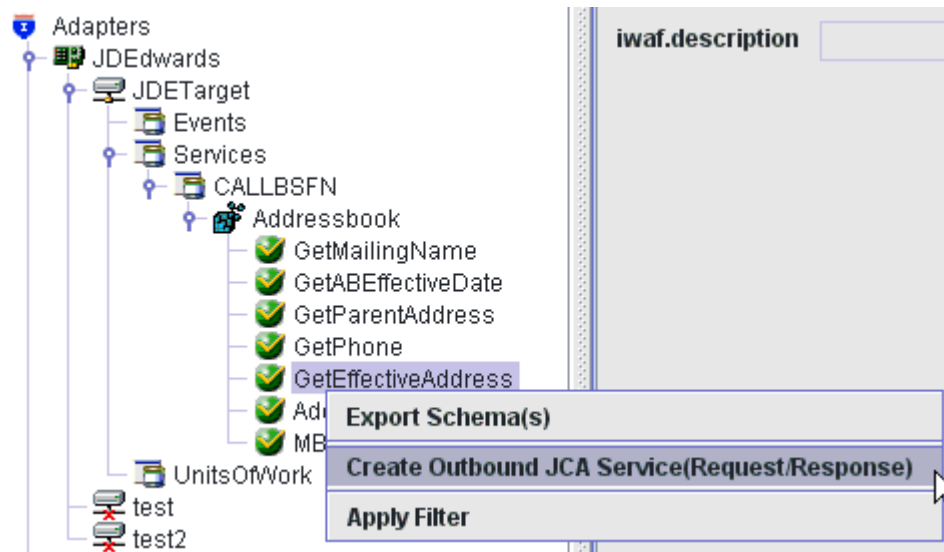 Adapters
JDEdwards
JDETarget
Events
Services
CALLBSFN
Addressbook
GetMailingName
GetABEffectiveDate
GetParentAddress
GetPhone
GetEffectiveAddress
MB
UnitsOfWork
test
test2
iwaf.description
Export Schema(s)
Create Outbound JCA Service(Request/Response)
Apply Filter